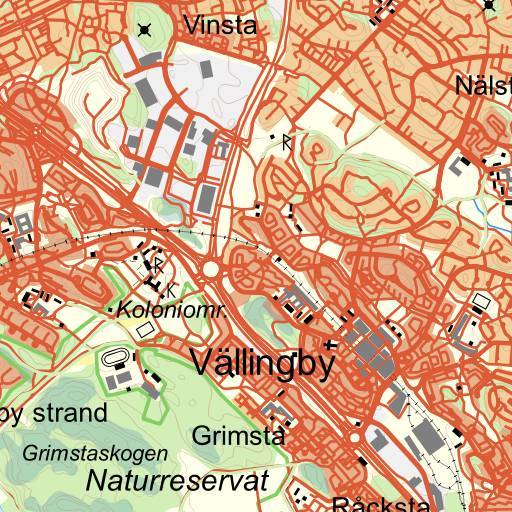 Vinsta
Nälst
R
R
K
Koloniomr.
Vällingby
by strand
Grimsta
Grimstaskogen
Naturreservat
Råcksta